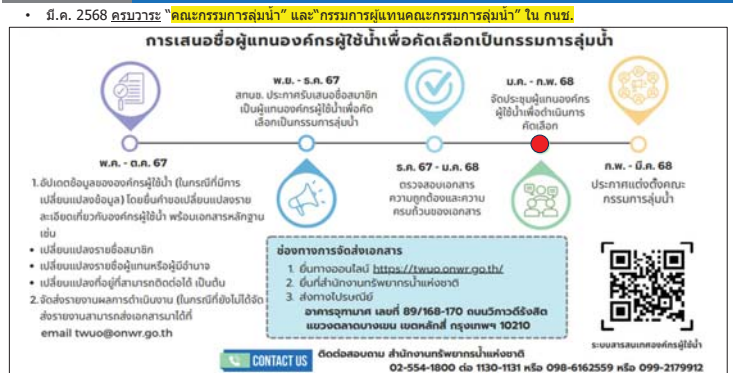 • มี.ค. 2568 ครบวาระ “คณะกรรมการลุ่มน้ำ” และ“กรรมการผู้แทนคณะกรรมการลุ่มน้ำ” ใน กนช.
การเสนอชื่อผู้แทนองค์กรผู้ใช้น้ำเพื่อคัดเลือกเป็นกรรมการลุ่มน้ำ
พ.ย. - ธ.ค. 67
สทนช. ประกาศรับเสนอชื่อสมาชิก
เป็นผู้แทนองค์กรผู้ใช้น้ำเพื่อคัด
เลือกเป็นกรรมการลุ่มน้ำ
ม.ค. - ก.พ. 68
จัดประชุมผู้แทนองค์กร
ผู้ใช้น้ำเพื่อดำเนินการ
คัดเลือก
พ.ค. - ต.ค. 67
1. อัปเดตข้อมูลขององค์กรผู้ใช้น้ำ (ในกรณีที่มีการ
เปลี่ยนแปลงข้อมูล) โดยยื่นคำขอเปลี่ยนแปลงราย
ละเอียดเกี่ยวกับองค์กรผู้ใช้น้ำ พร้อมเอกสารหลักฐาน
เช่น
• เปลี่ยนแปลงรายชื่อสมาชิก
• เปลี่ยนแปลงรายชื่อผู้แทนหรือผู้มีอำนาจ
• เปลี่ยนแปลงที่อยู่ที่สามารถติดต่อได้ เป็นต้น
2. จัดส่งรายงานผลการดำเนินงาน (ในกรณีที่ยังไม่ได้จัด
ส่งรายงานสามารถส่งเอกสารมาได้ที่
email twuo@onwr.go.th
ธ.ค. 67 - ม.ค. 68
ตรวจสอบเอกสาร
ความถูกต้องและความ
ครบถ้วนของเอกสาร
ก.พ. - มี.ค. 68
ประกาศแต่งตั้งคณะ
กรรมการลุ่มน้ำ
ช่องทางการจัดส่งเอกสาร
1. ยื่นทางออนไลน์ https://twuo.onwr.go.th/
2. ยื่นที่สำนักงานทรัพยากรน้ำแห่งชาติ
3. ส่งทางไปรษณีย์
อาคารจุฑามาศ เลขที่ 89/168-170 ถนนวิภาวดีรังสิต
แขวงตลาดบางเขน เขตหลักสี่ กรุงเทพฯ 10210
ระบบสารสนเทศองค์กรผู้ใช้น้ำ
CONTACT US
ติดต่อสอบถาม สำนักงานทรัพยากรน้ำแห่งชาติ
02-554-1800 ต่อ 1130-1131 หรือ 098-6162559 หรือ 099-2179912